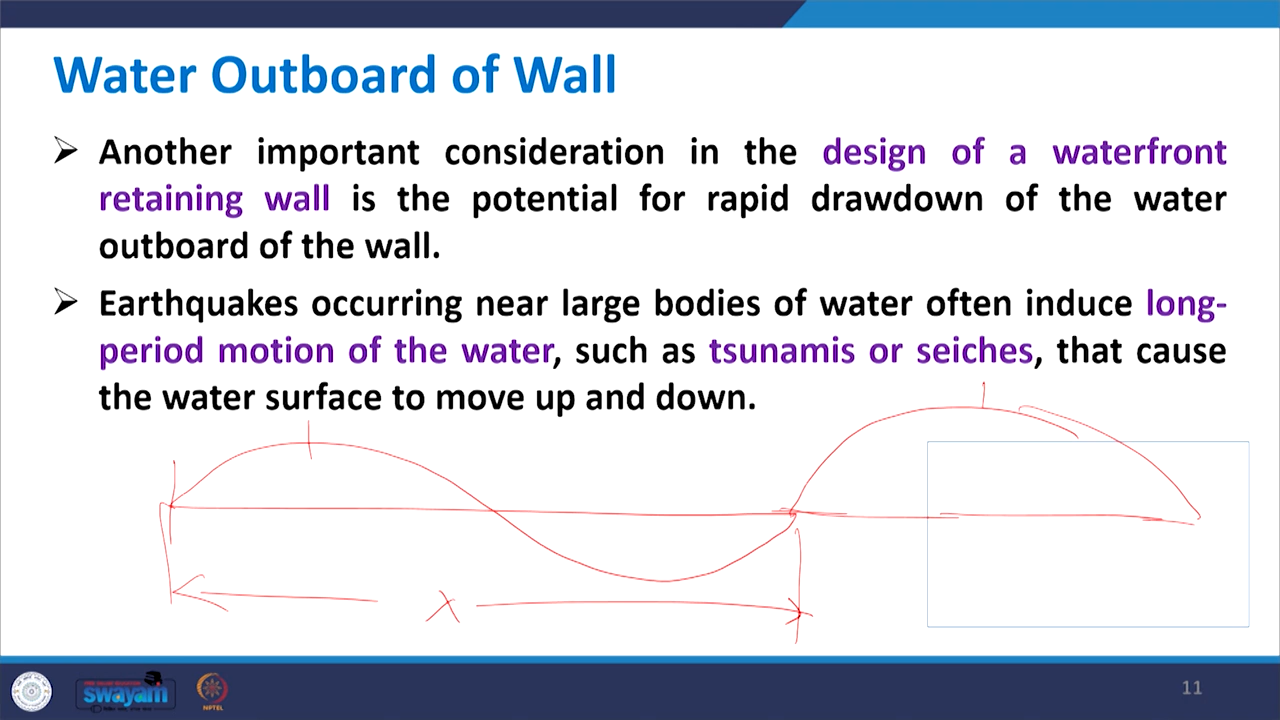 Water Outboard of Wall
➢ Another important consideration in the design of a waterfront
retaining wall is the potential for rapid drawdown of the water
outboard of the wall.
➢ Earthquakes occurring near large bodies of water often induce long-
period motion of the water, such as tsunamis or seiches, that cause
the water surface to move up and down.
swayam
NPTEL
11